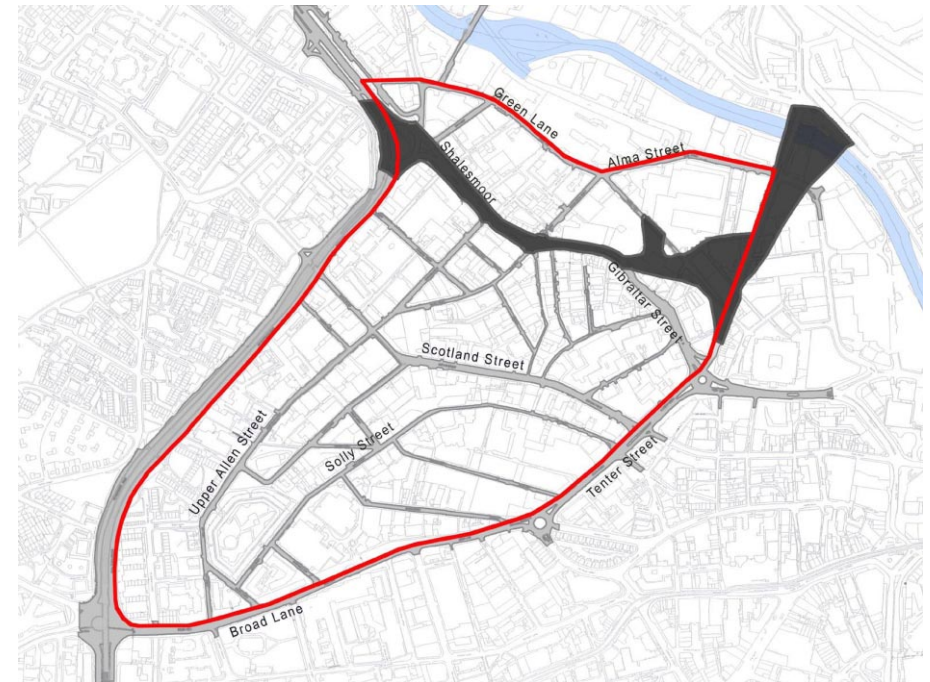 Green Lane
Alma Street
Shalesmoor
Gibraltar Street
Scotland Street
Solly Street
Upper Allen Street
Tenter Street
Broad Lane